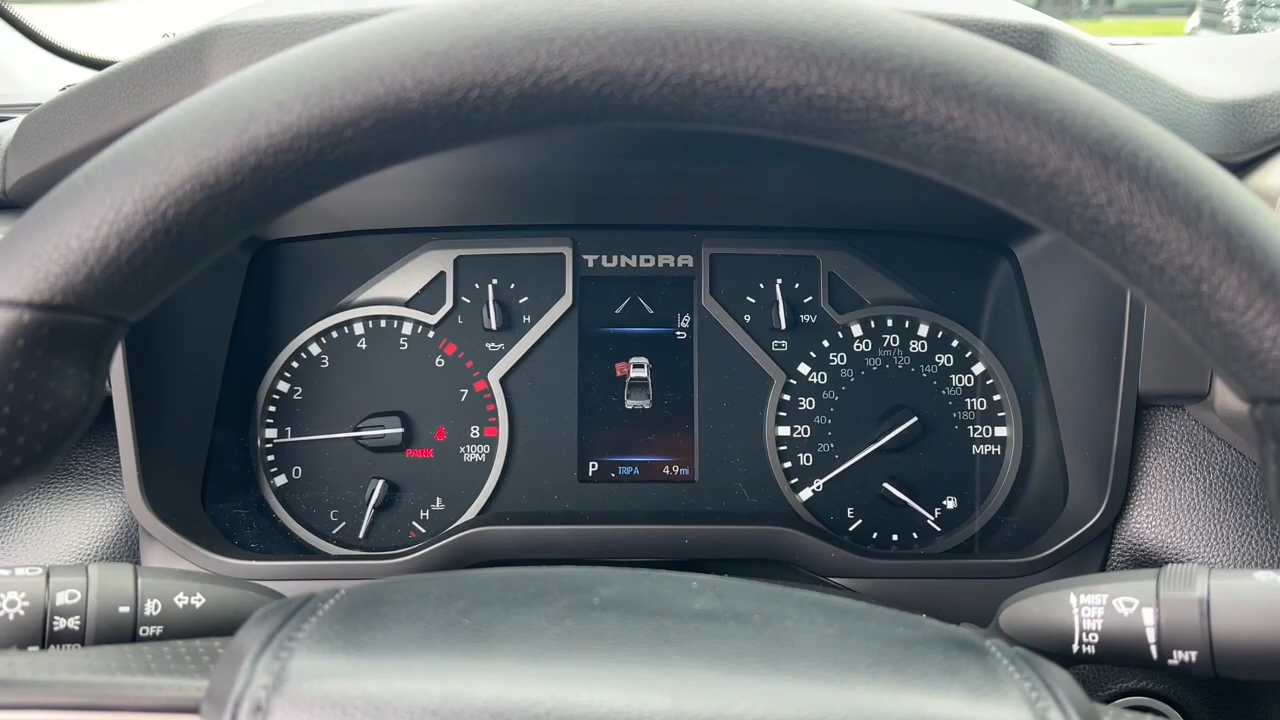 TUNDRA
L H
9 19V
0 1 2 3 4 5 6 7 8
x1000
RPM
PARK
C H
P TRIP A 4.9 mi
0 10 20 30 40 50 60 70 80 90 100 110 120
MPH
km/h
20 40 60 80 100 120 140 160 180
E F
OFF
AUTO
MIST
OFF
INT
LO
HI
INT